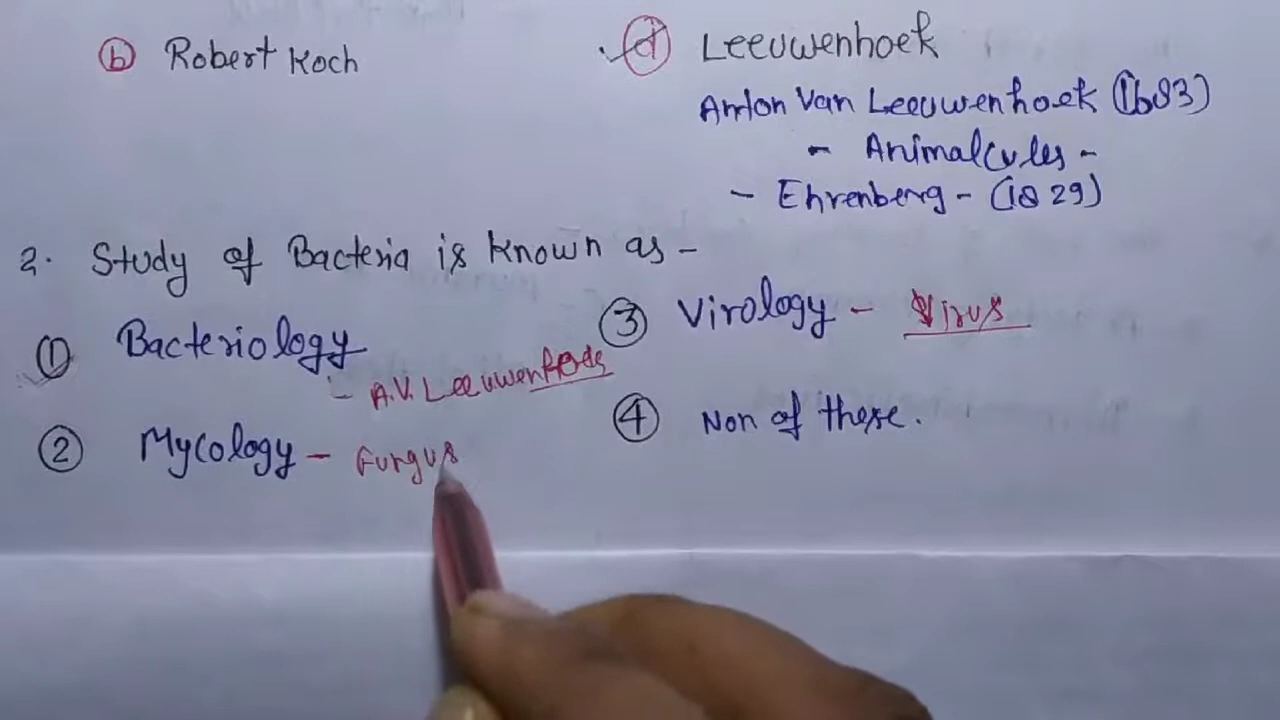 ⓑ Robert Koch
ⓓ Leeuwenhoek
Anton Van Leeuwenhoek (1683)
- Animalcules -
- Ehrenberg - (1829)
2. Study of Bacteria is known as -
① Bacteriology
- A.V. Leeuwenhoek
② Mycology - Fungus
③ Virology - Virus
④ Non of these.